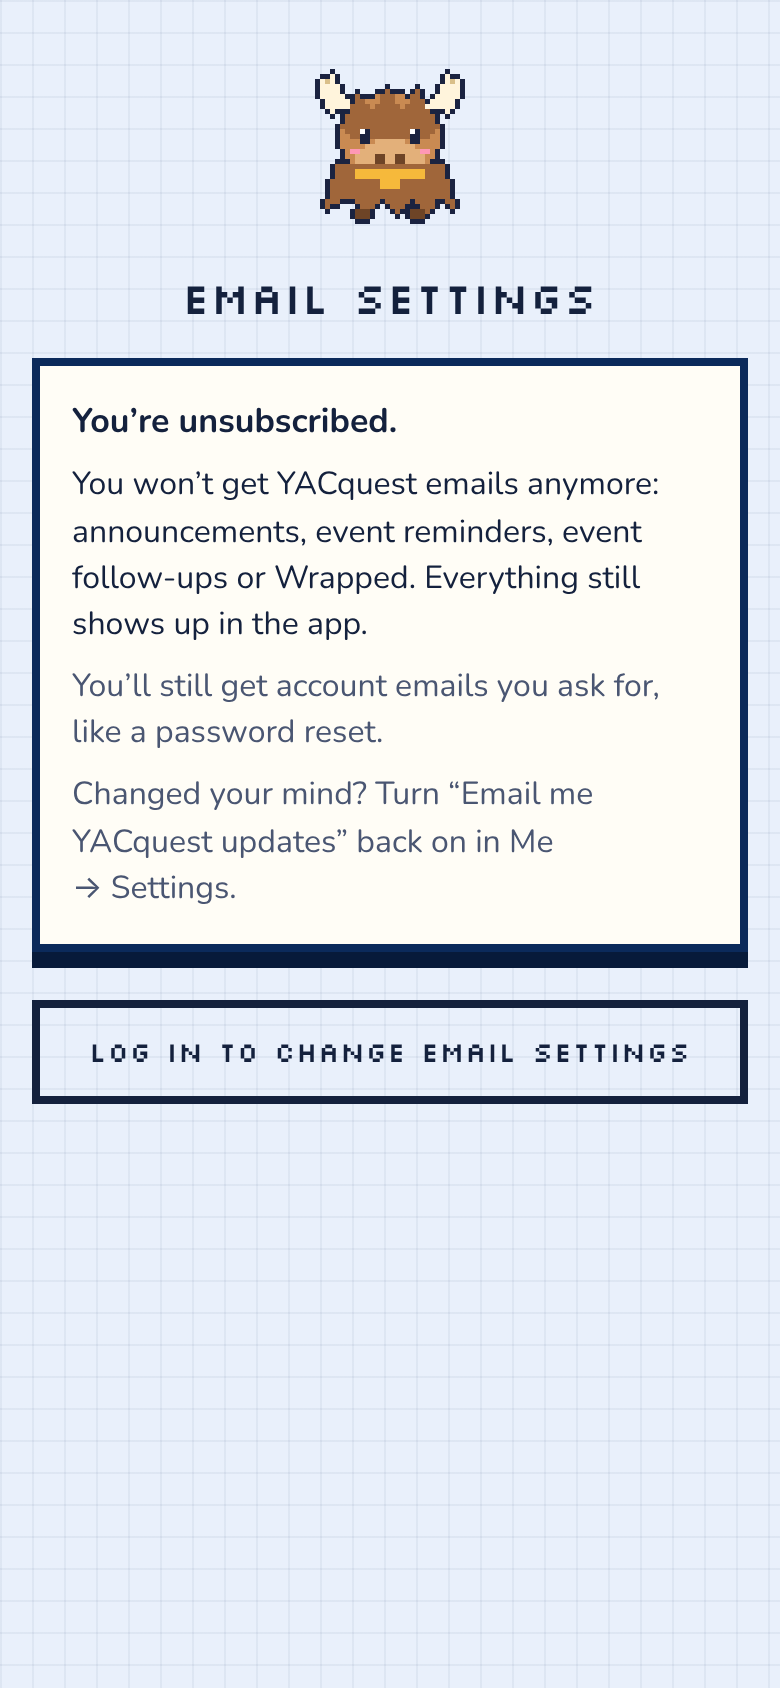 EMAIL SETTINGS
You’re unsubscribed.
You won’t get YACquest emails anymore:
announcements, event reminders, event
follow-ups or Wrapped. Everything still
shows up in the app.
You’ll still get account emails you ask for,
like a password reset.
Changed your mind? Turn “Email me
YACquest updates” back on in Me
→ Settings.
LOG IN TO CHANGE EMAIL SETTINGS